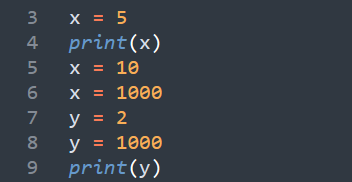 3 x = 5
4 print(x)
5 x = 10
6 x = 1000
7 y = 2
8 y = 1000
9 print(y)